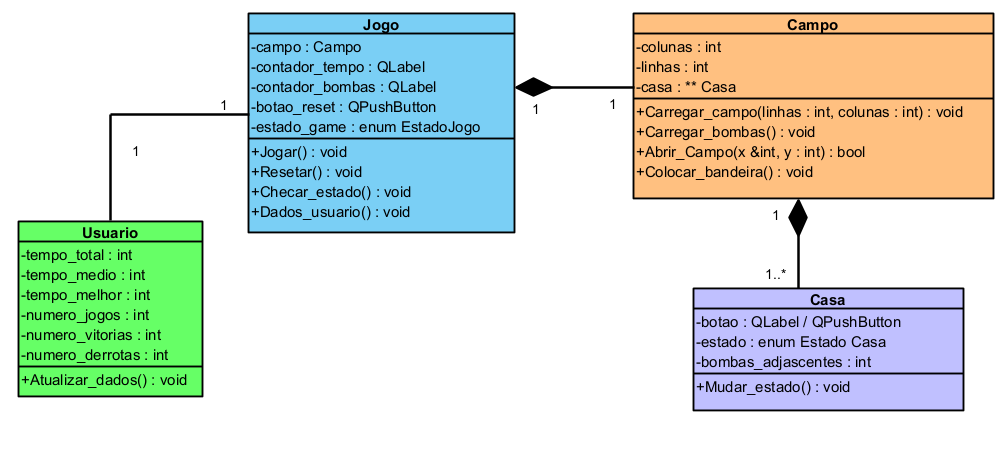 Jogo
-campo : Campo
-contador_tempo : QLabel
-contador_bombas : QLabel
-botao_reset : QPushButton
-estado_game : enum EstadoJogo
+Jogar() : void
+Resetar() : void
+Checar_estado() : void
+Dados_usuario() : void
1
1
Campo
-colunas : int
-linhas : int
-casa : ** Casa
+Carregar_campo(linhas : int, colunas : int) : void
+Carregar_bombas() : void
+Abrir_Campo(x &int, y : int) : bool
+Colocar_bandeira() : void
1
1
Usuario
-tempo_total : int
-tempo_medio : int
-tempo_melhor : int
-numero_jogos : int
-numero_vitorias : int
-numero_derrotas : int
+Atualizar_dados() : void
1
1..*
Casa
-botao : QLabel / QPushButton
-estado : enum Estado Casa
-bombas_adjascentes : int
+Mudar_estado() : void